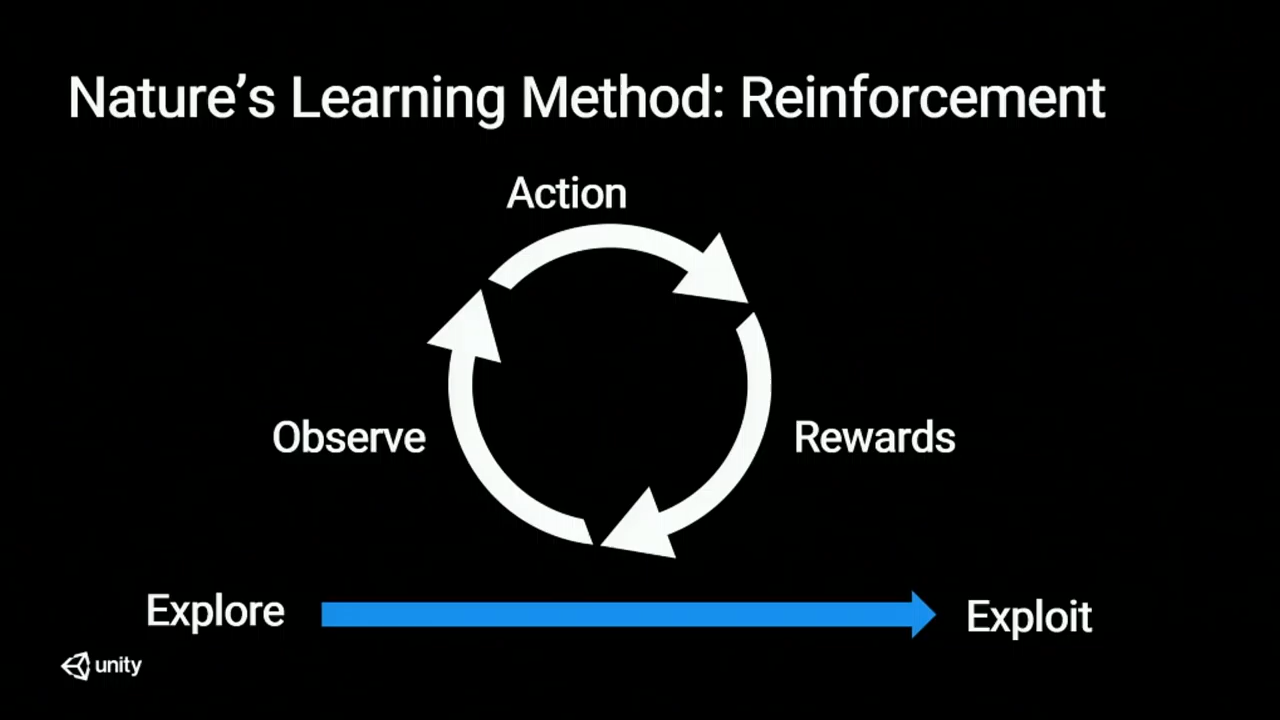 Nature’s Learning Method: Reinforcement
Action
Observe
Rewards
Explore
Exploit
unity